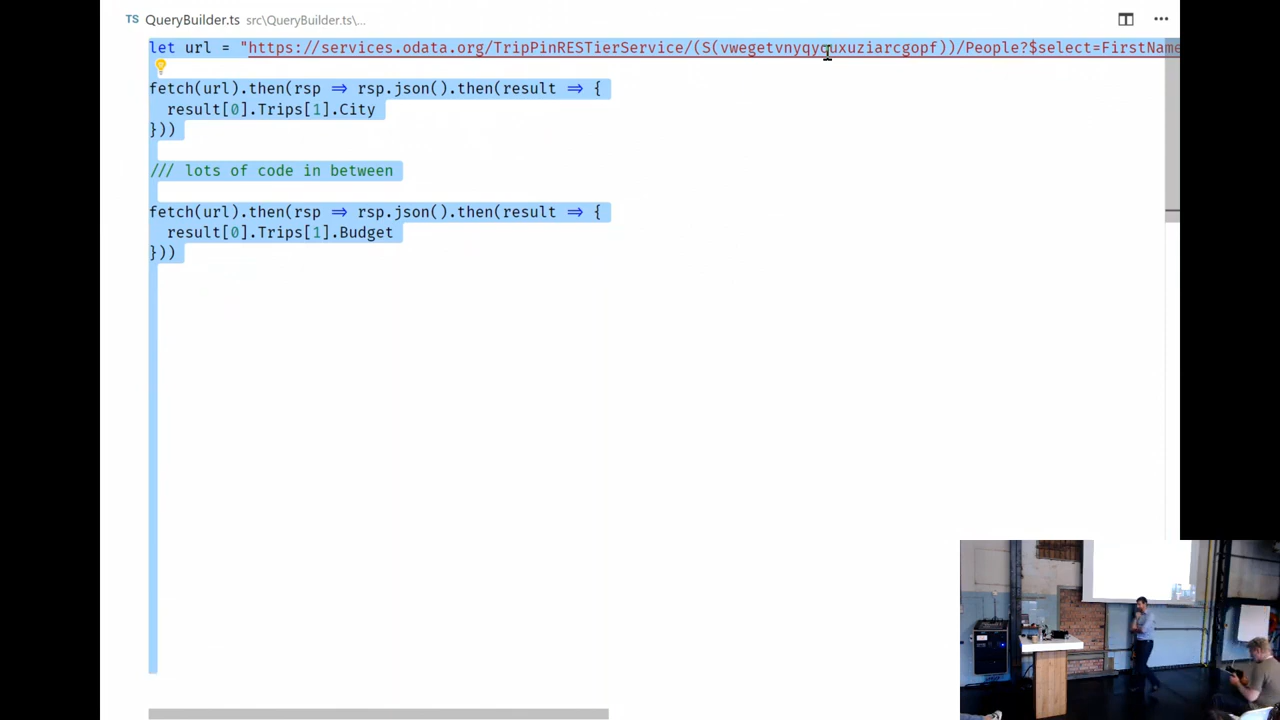 TS QueryBuilder.ts src\QueryBuilder.ts\...
let url = "https://services.odata.org/TripPinRESTierService/(S(vwegetvnyqyquxuziarcgopf))/People?$select=FirstName
fetch(url).then(rsp => rsp.json().then(result => {
result[0].Trips[1].City
}))
/// lots of code in between
fetch(url).then(rsp => rsp.json().then(result => {
result[0].Trips[1].Budget
}))